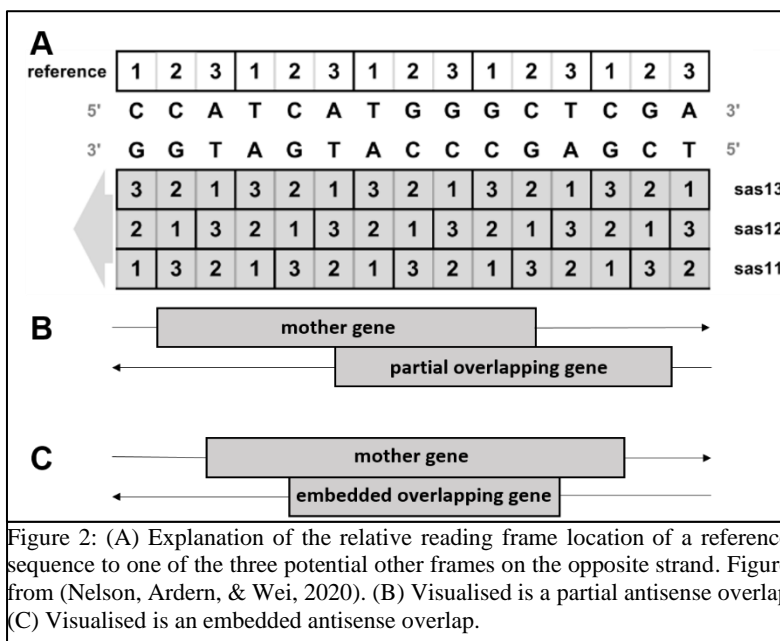 A
reference 1 2 3 1 2 3 1 2 3 1 2 3 1 2 3
5' C C A T C A T G G G C T C G A 3'
3' G G T A G T A C C C G A G C T 5'
3 2 1 3 2 1 3 2 1 3 2 1 3 2 1 sas13
2 1 3 2 1 3 2 1 3 2 1 3 2 1 3 sas12
1 3 2 1 3 2 1 3 2 1 3 2 1 3 2 sas11
B
mother gene
partial overlapping gene
C
mother gene
embedded overlapping gene
Figure 2: (A) Explanation of the relative reading frame location of a reference
sequence to one of the three potential other frames on the opposite strand. Figure
from (Nelson, Ardern, & Wei, 2020). (B) Visualised is a partial antisense overlap
(C) Visualised is an embedded antisense overlap.